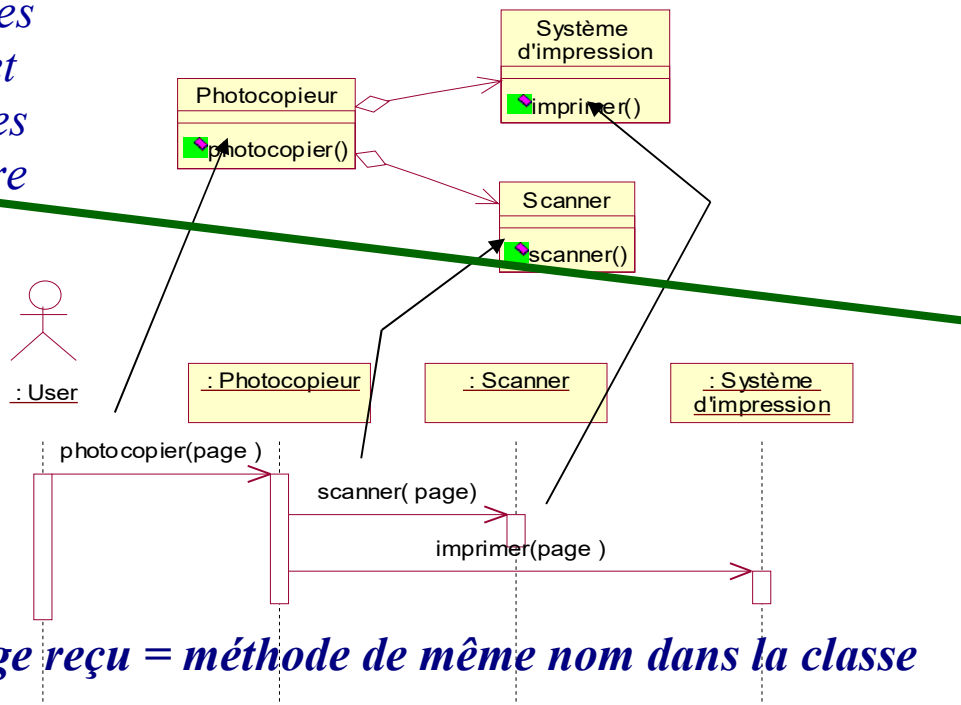 es
et
es
re
Système
d'impression
imprimer()
Photocopieur
photocopier()
Scanner
scanner()
: User
: Photocopieur
: Scanner
: Système
d'impression
photocopier(page )
scanner( page)
imprimer(page )
ge reçu = méthode de même nom dans la classe